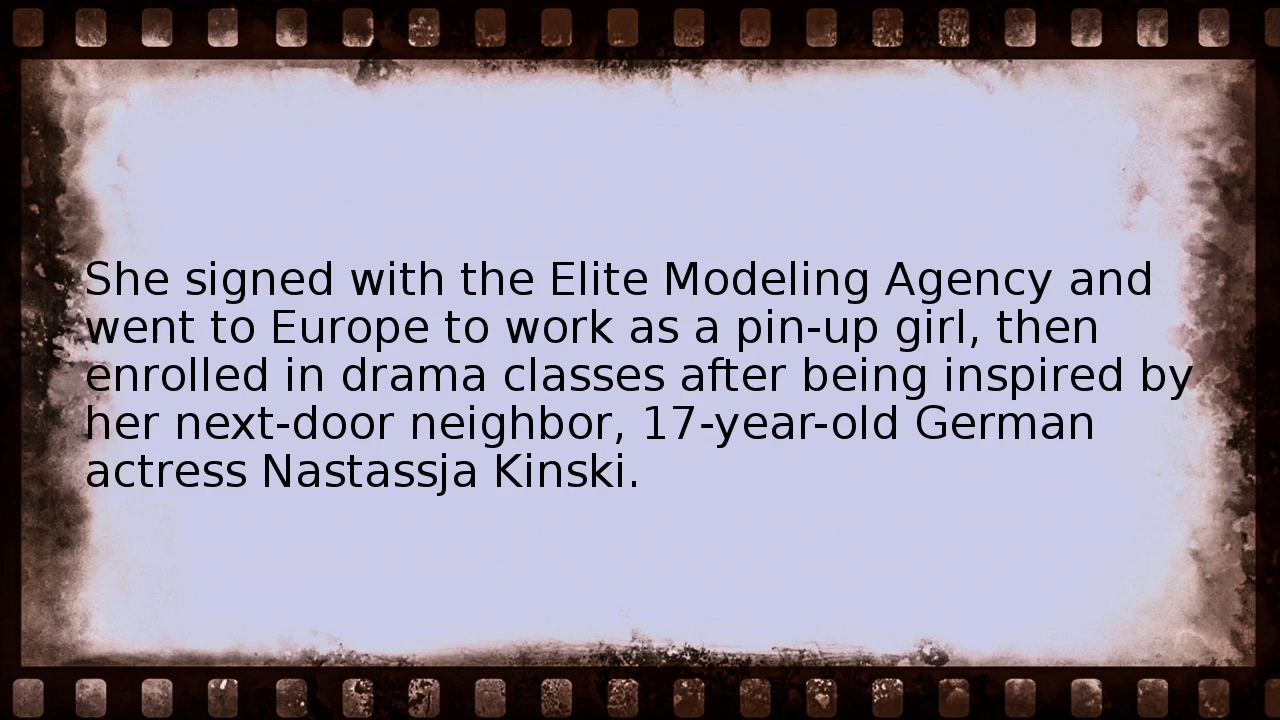 She signed with the Elite Modeling Agency and
went to Europe to work as a pin-up girl, then
enrolled in drama classes after being inspired by
her next-door neighbor, 17-year-old German
actress Nastassja Kinski.